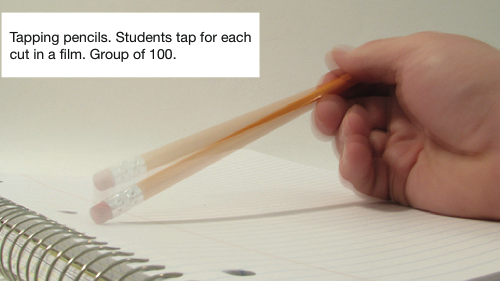 Tapping pencils. Students tap for each
cut in a film. Group of 100.